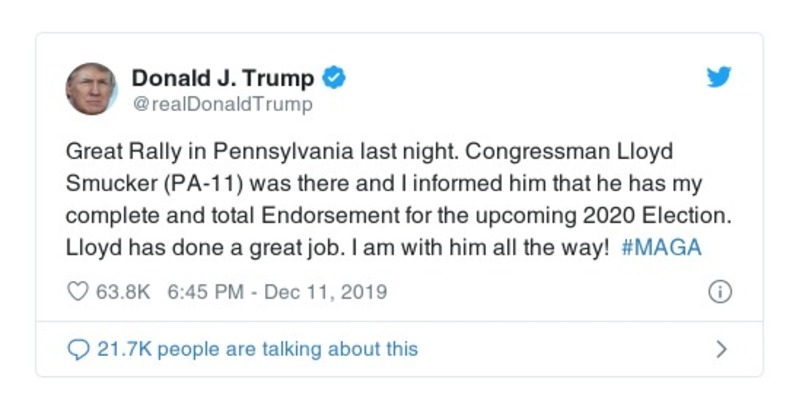 Donald J. Trump
@realDonaldTrump
Great Rally in Pennsylvania last night. Congressman Lloyd
Smucker (PA-11) was there and I informed him that he has my
complete and total Endorsement for the upcoming 2020 Election.
Lloyd has done a great job. I am with him all the way! #MAGA
63.8K 6:45 PM - Dec 11, 2019
21.7K people are talking about this